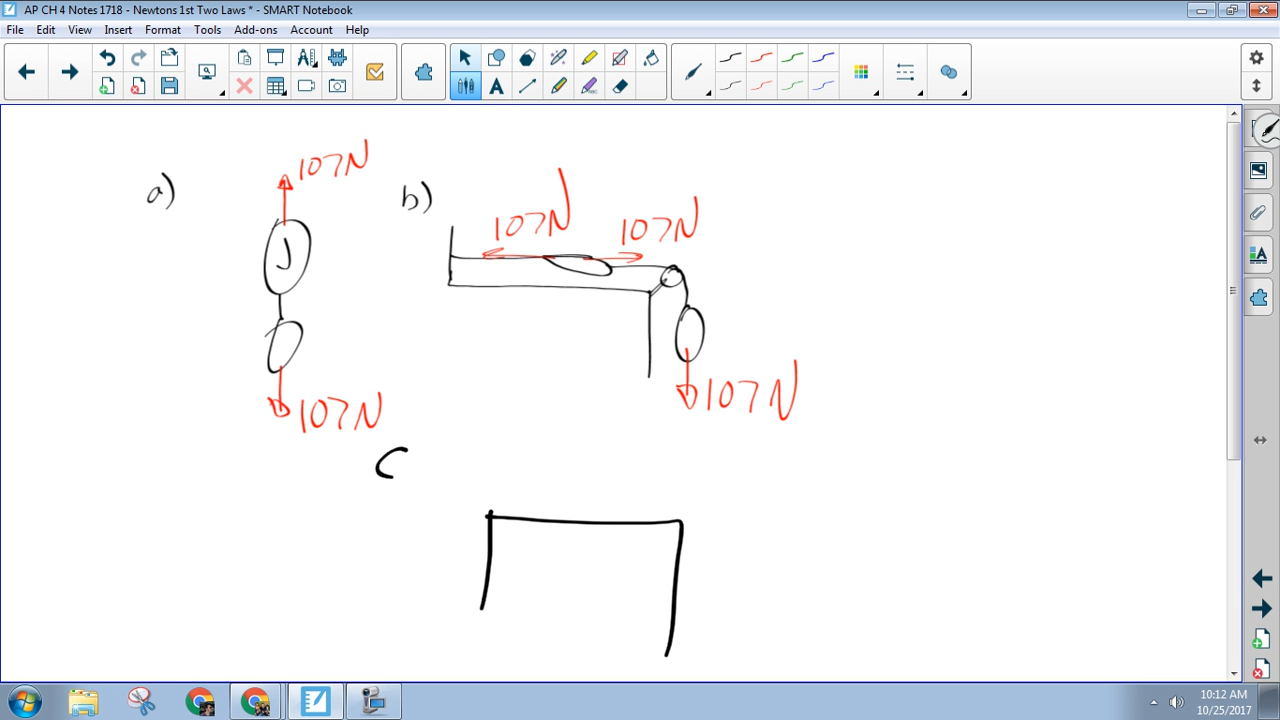 AP CH 4 Notes 1718 - Newtons 1st Two Laws * - SMART Notebook
File Edit View Insert Format Tools Add-ons Account Help
a)
107N
J
107N
b)
107N
107N
107N
C
10:12 AM
10/25/2017